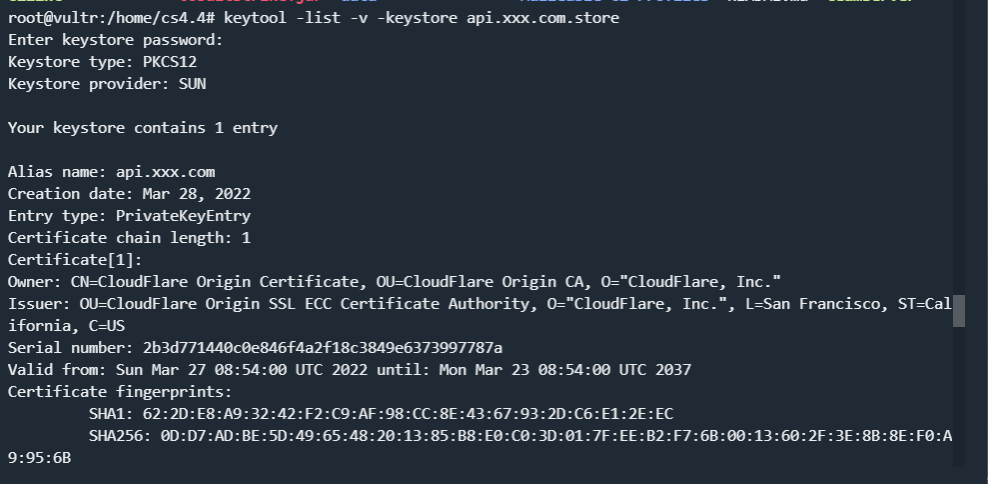 root@vultr:/home/cs4.4# keytool -list -v -keystore api.xxx.com.store
Enter keystore password:
Keystore type: PKCS12
Keystore provider: SUN
Your keystore contains 1 entry
Alias name: api.xxx.com
Creation date: Mar 28, 2022
Entry type: PrivateKeyEntry
Certificate chain length: 1
Certificate[1]:
Owner: CN=CloudFlare Origin Certificate, OU=CloudFlare Origin CA, O="CloudFlare, Inc."
Issuer: OU=CloudFlare Origin SSL ECC Certificate Authority, O="CloudFlare, Inc.", L=San Francisco, ST=Cal
ifornia, C=US
Serial number: 2b3d771440c0e846f4a2f18c3849e6373997787a
Valid from: Sun Mar 27 08:54:00 UTC 2022 until: Mon Mar 23 08:54:00 UTC 2037
Certificate fingerprints:
SHA1: 62:2D:E8:A9:32:42:F2:C9:AF:98:CC:8E:43:67:93:2D:C6:E1:2E:EC
SHA256: 0D:D7:AD:BE:5D:49:65:48:20:13:85:B8:E0:C0:3D:01:7F:EE:B2:F7:6B:00:13:60:2F:3E:8B:8E:F0:A
9:95:6B